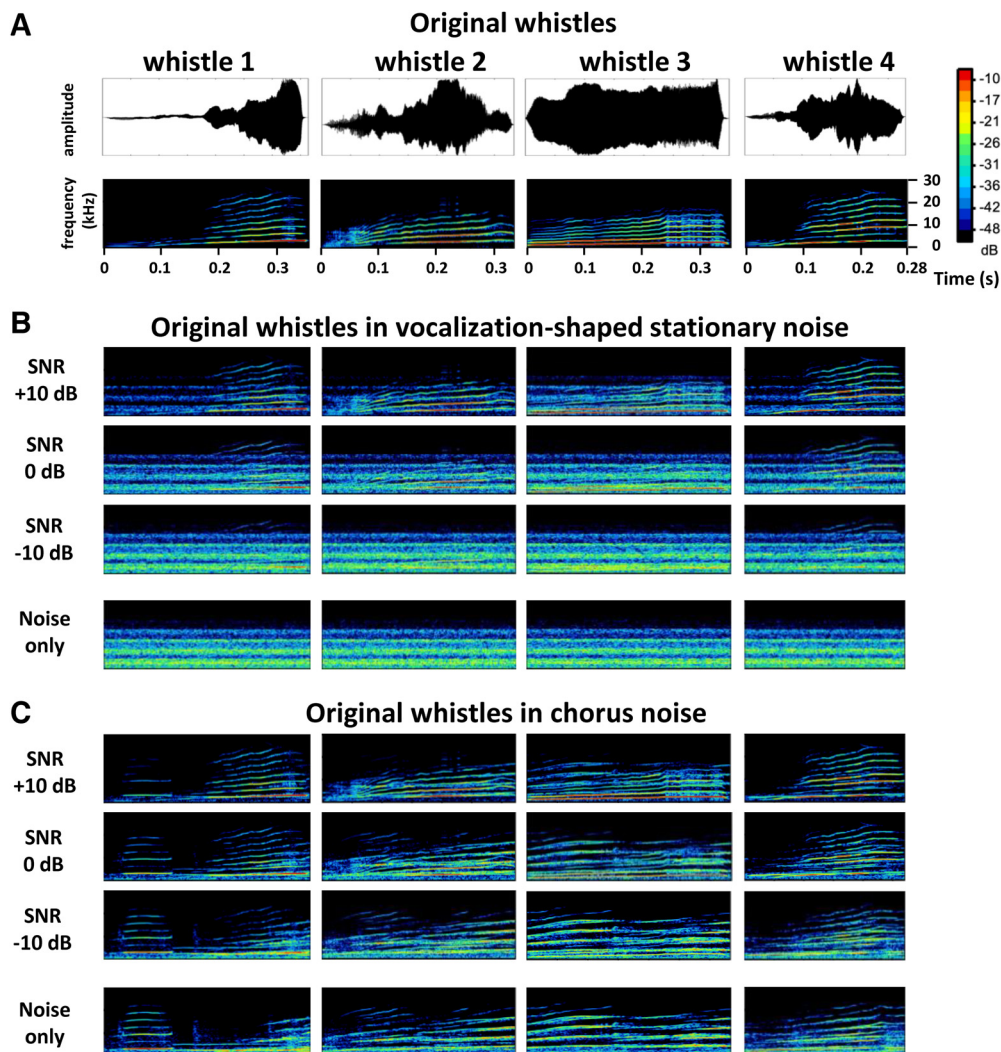 A
Original whistles
whistle 1
whistle 2
whistle 3
whistle 4
amplitude
frequency
(kHz)
30
20
10
0
-10
-17
-21
-26
-31
-36
-42
-48
dB
0 0.1 0.2 0.3
0 0.1 0.2 0.3
0 0.1 0.2 0.3
0 0.1 0.2 0.28
Time (s)
B
Original whistles in vocalization-shaped stationary noise
SNR
+10 dB
SNR
0 dB
SNR
-10 dB
Noise
only
C
Original whistles in chorus noise
SNR
+10 dB
SNR
0 dB
SNR
-10 dB
Noise
only